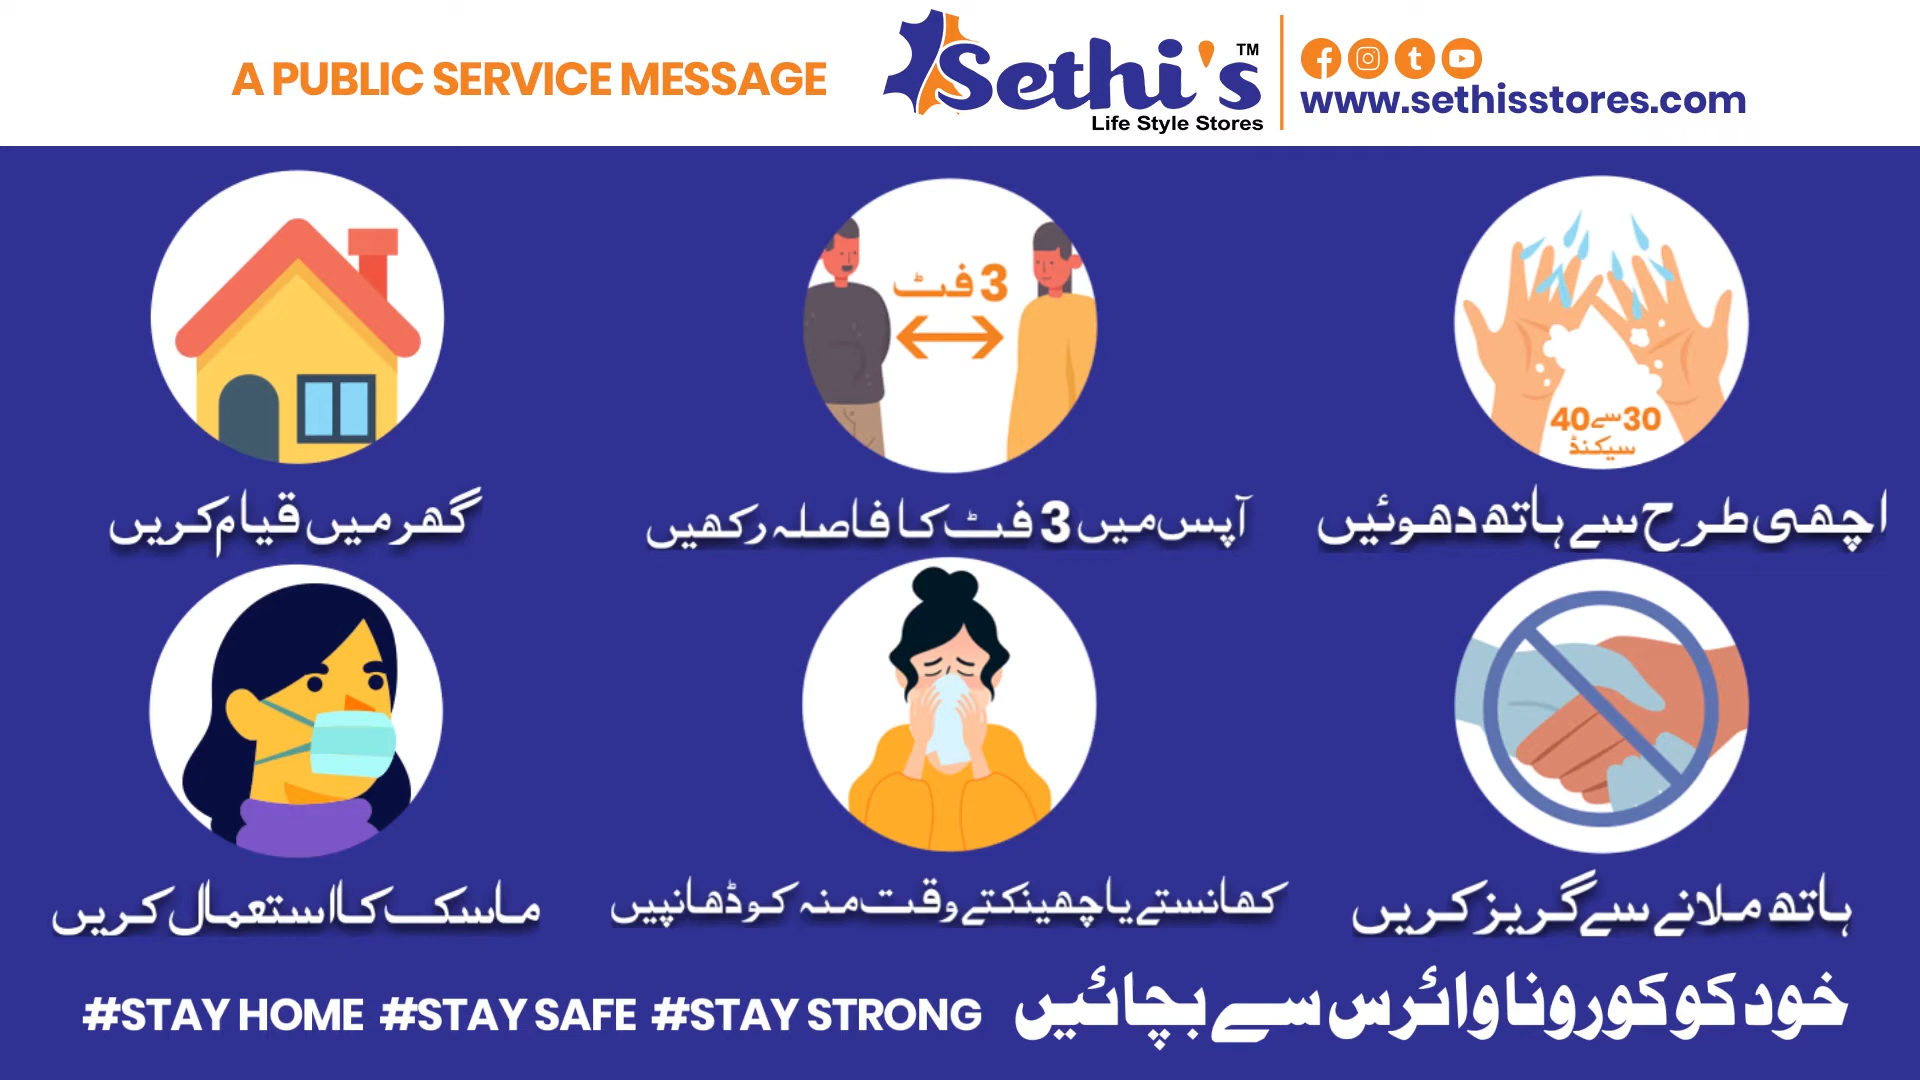 A PUBLIC SERVICE MESSAGE
Sethi's™
Life Style Stores
www.sethisstores.com
3 فٹ
30 سے 40
سیکنڈ
اچھی طرح سے ہاتھ دھوئیں
آپس میں 3 فٹ کا فاصلہ رکھیں
گھر میں قیام کریں
ہاتھ ملانے سے گریز کریں
کھانستے یا چھینکتے وقت منہ کو ڈھانپیں
ماسک کا استعمال کریں
خود کو کورونا وائرس سے بچائیں
#STAY HOME #STAY SAFE #STAY STRONG